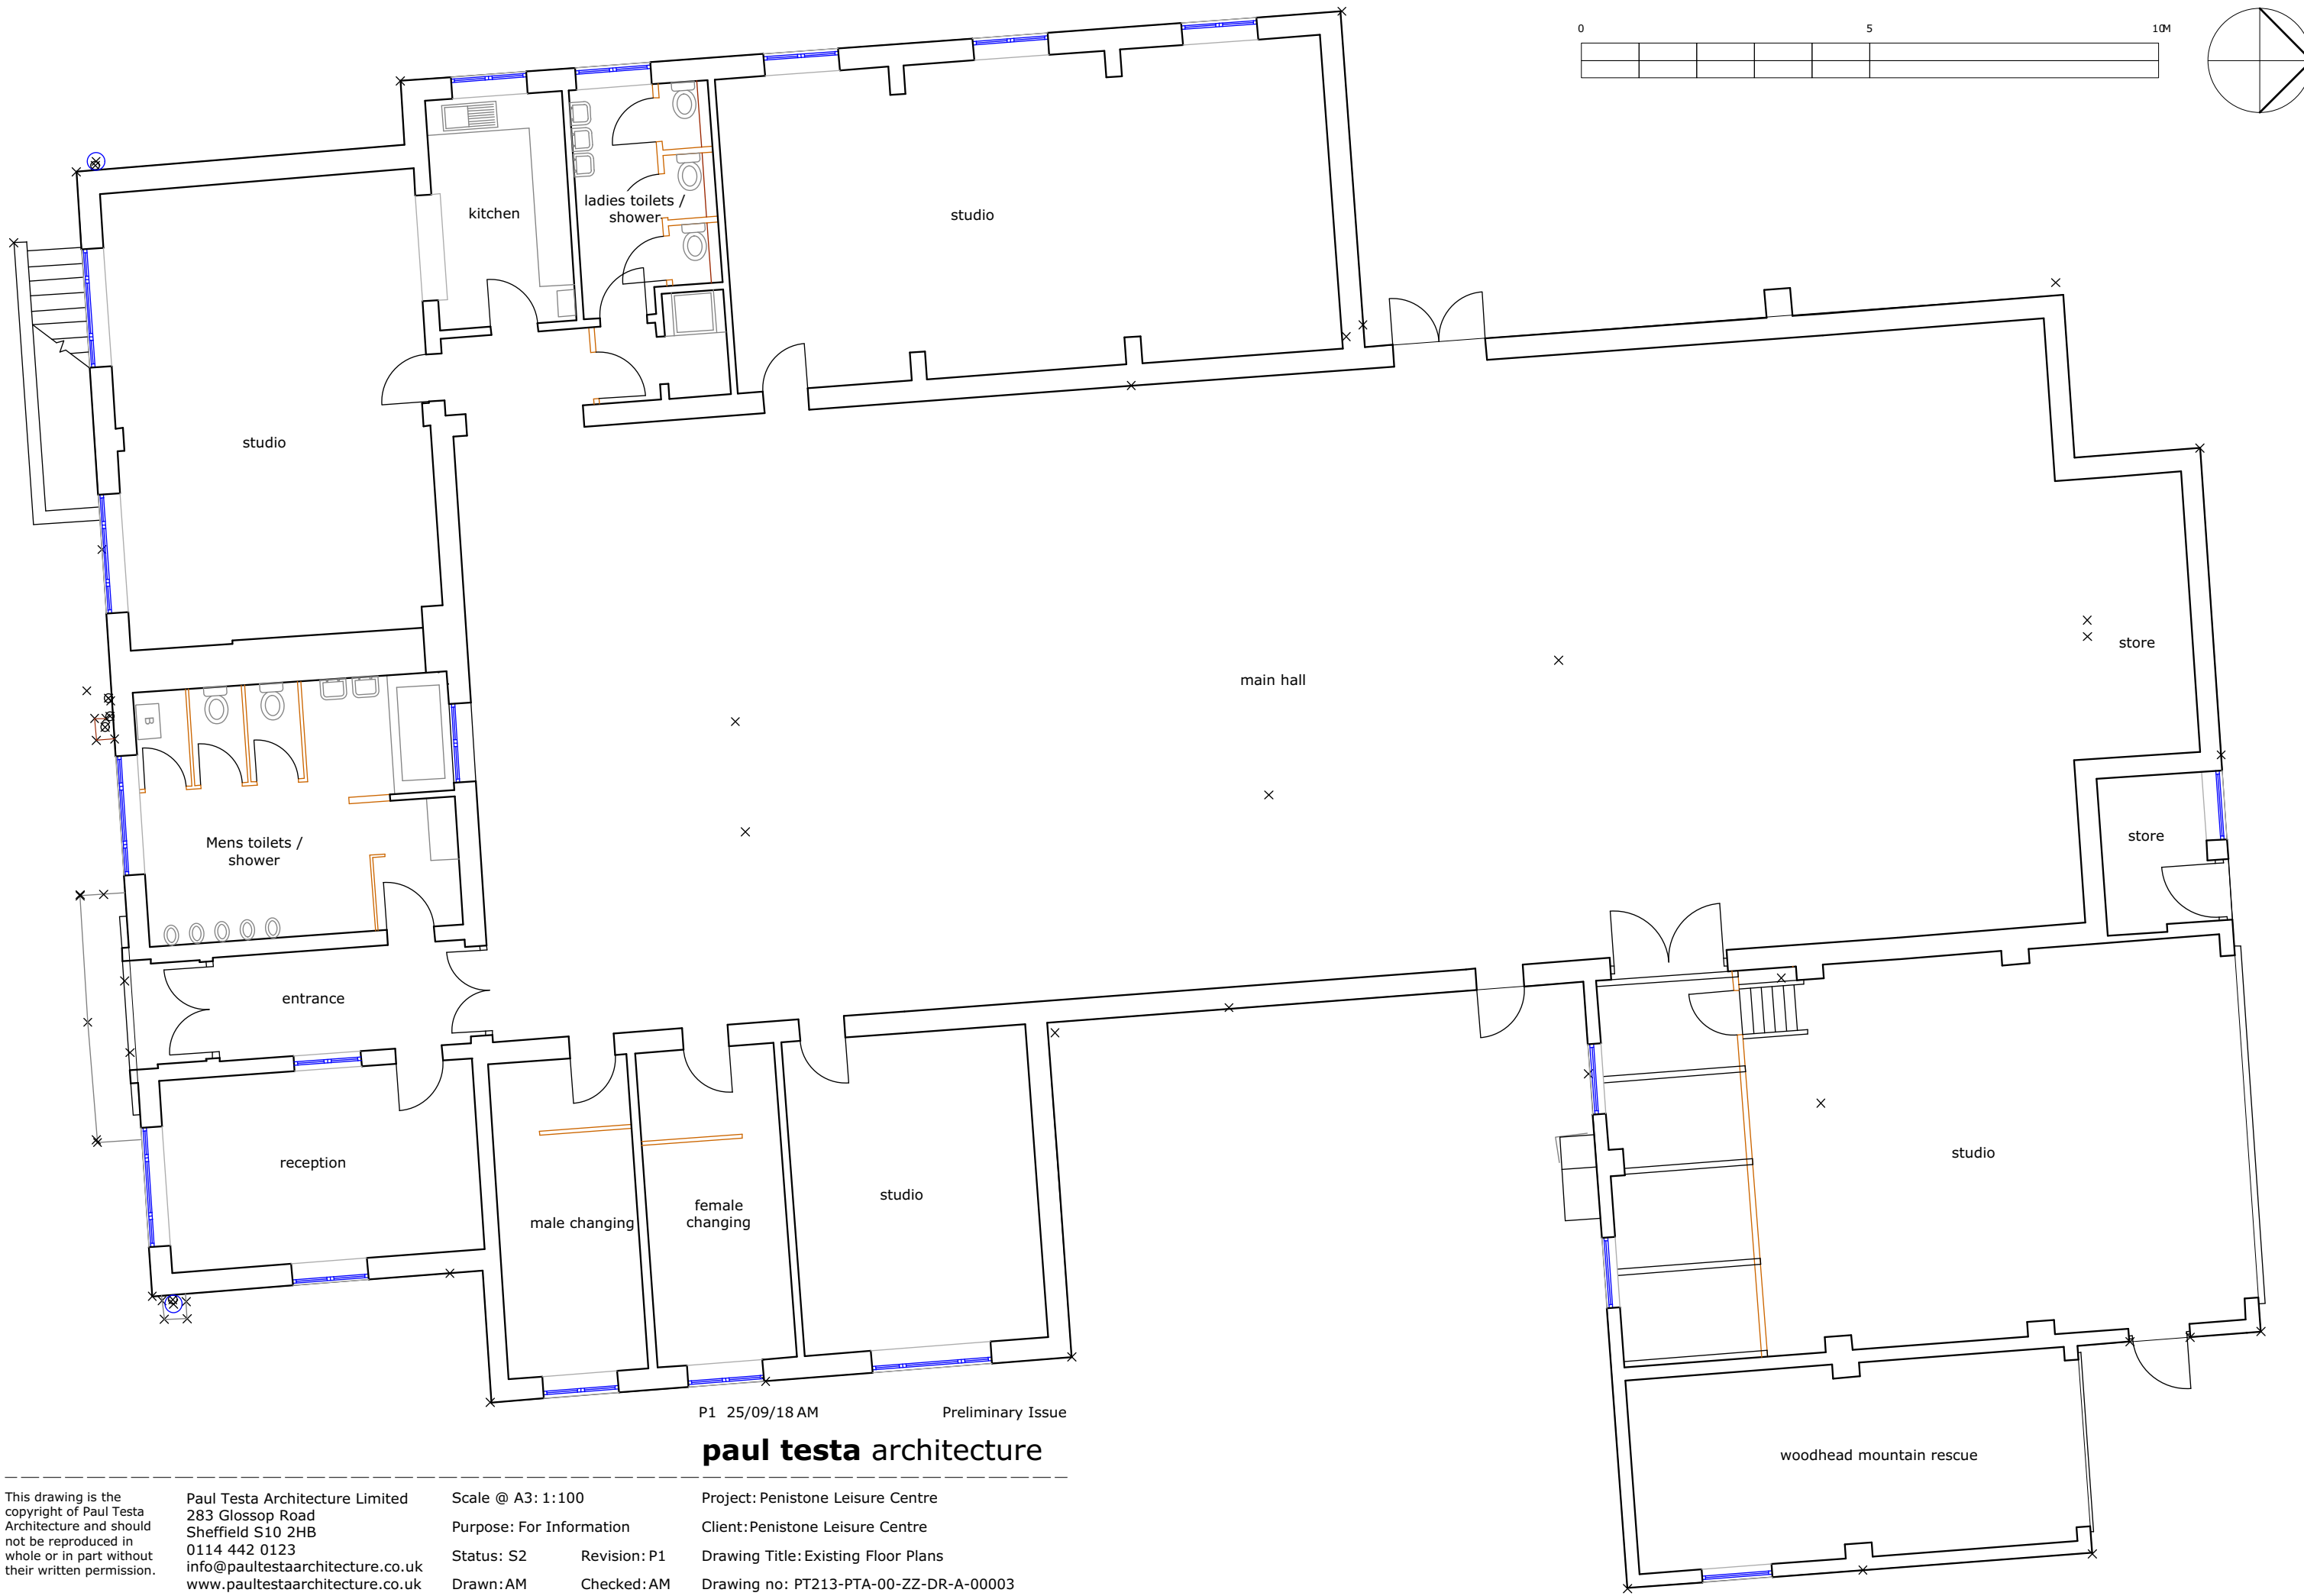 0 5 10M
kitchen
ladies toilets /
shower
studio
studio
main hall
store
store
Mens toilets /
shower
B
entrance
reception
male changing
female
changing
studio
studio
woodhead mountain rescue
P1 25/09/18 AM Preliminary Issue
paul testa architecture
This drawing is the
copyright of Paul Testa
Architecture and should
not be reproduced in
whole or in part without
their written permission.
Paul Testa Architecture Limited
283 Glossop Road
Sheffield S10 2HB
0114 442 0123
info@paultestaarchitecture.co.uk
www.paultestaarchitecture.co.uk
Scale @ A3: 1:100
Purpose: For Information
Status: S2 Revision: P1
Drawn: AM Checked: AM
Project: Penistone Leisure Centre
Client: Penistone Leisure Centre
Drawing Title: Existing Floor Plans
Drawing no: PT213-PTA-00-ZZ-DR-A-00003